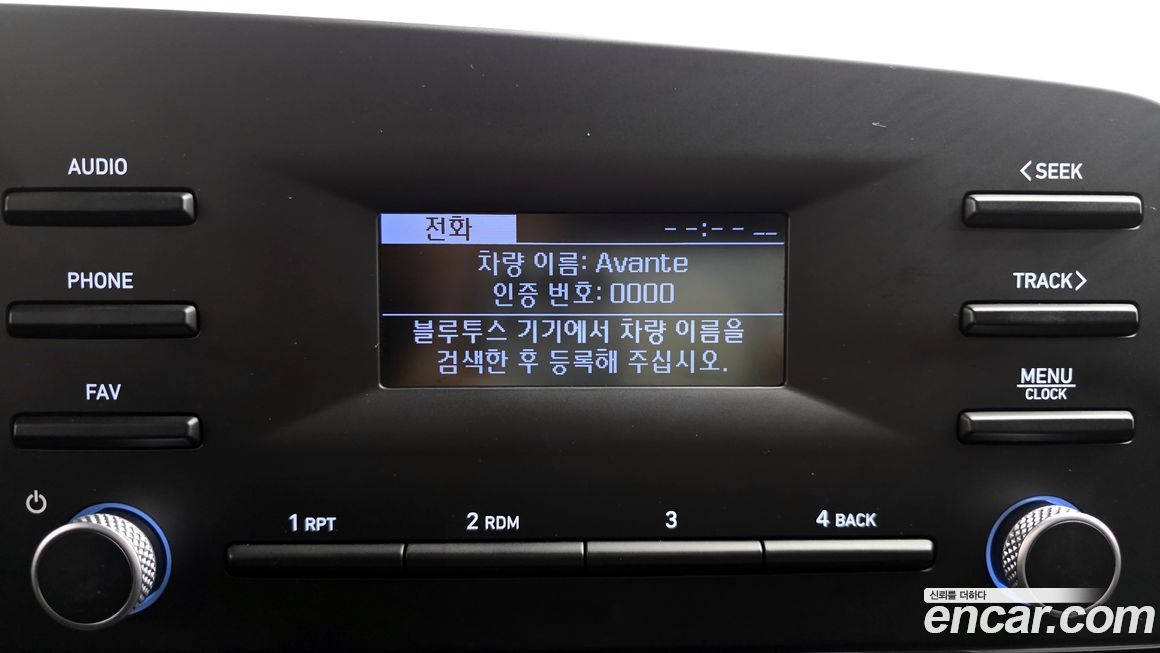 AUDIO
PHONE
FAV
전화 --:-- __
차량 이름: Avante
인증 번호: 0000
블루투스 기기에서 차량 이름을
검색한 후 등록해 주십시오.
<SEEK
TRACK>
MENU
CLOCK
1 RPT
2 RDM
3
4 BACK
신뢰를 더하다
encar.com